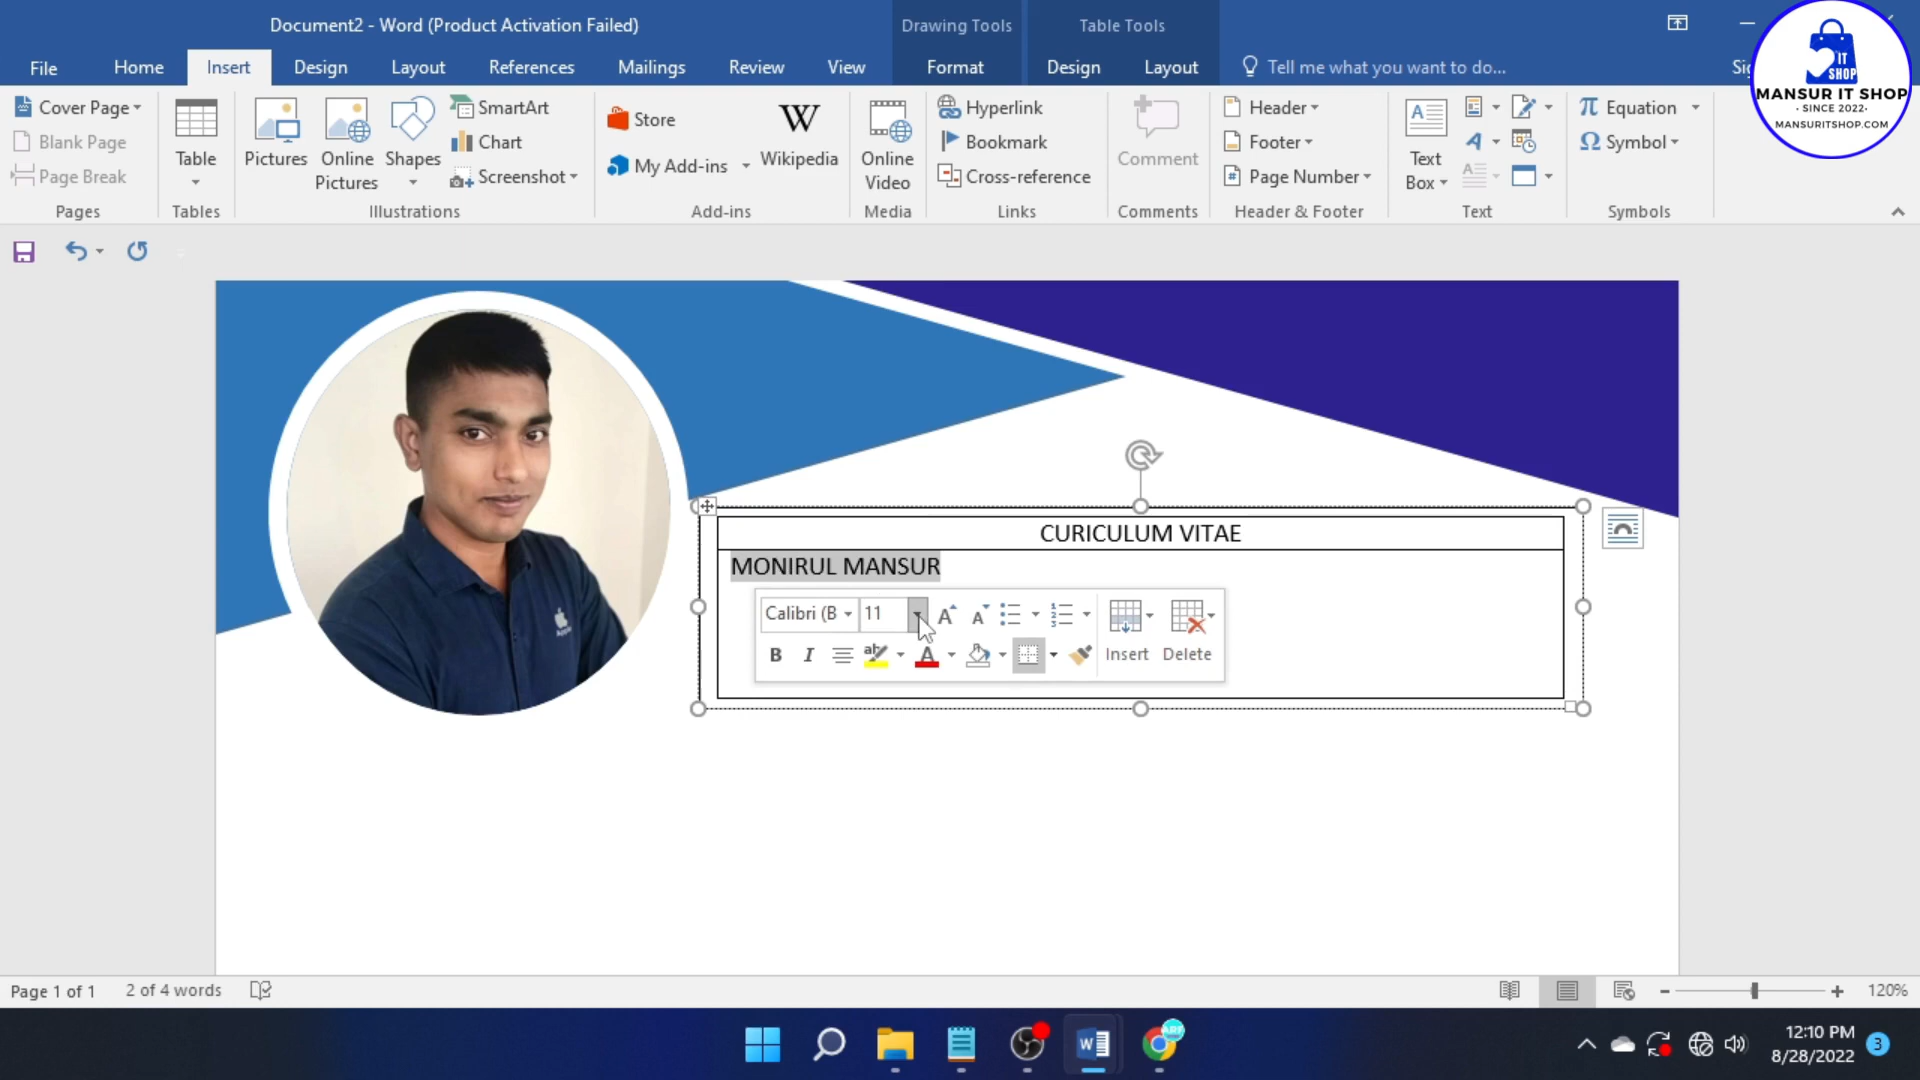 Document2 - Word (Product Activation Failed)
Drawing Tools
Table Tools
File
Home
Insert
Design
Layout
References
Mailings
Review
View
Format
Design
Layout
Tell me what you want to do...
IT
SHOP
MANSUR IT SHOP
· SINCE 2022·
MANSURITSHOP.COM
Cover Page
Blank Page
Page Break
Pages
Table
Tables
Pictures
Online
Pictures
Shapes
SmartArt
Chart
Screenshot
Illustrations
Store
My Add-ins
Wikipedia
Add-ins
Online
Video
Media
Hyperlink
Bookmark
Cross-reference
Links
Comment
Comments
Header
Footer
Page Number
Header & Footer
Text
Box
Text
Equation
Symbol
Symbols
CURICULUM VITAE
MONIRUL MANSUR
Calibri (B
11
B I
Insert
Delete
Page 1 of 1
2 of 4 words
120%
12:10 PM
8/28/2022
3